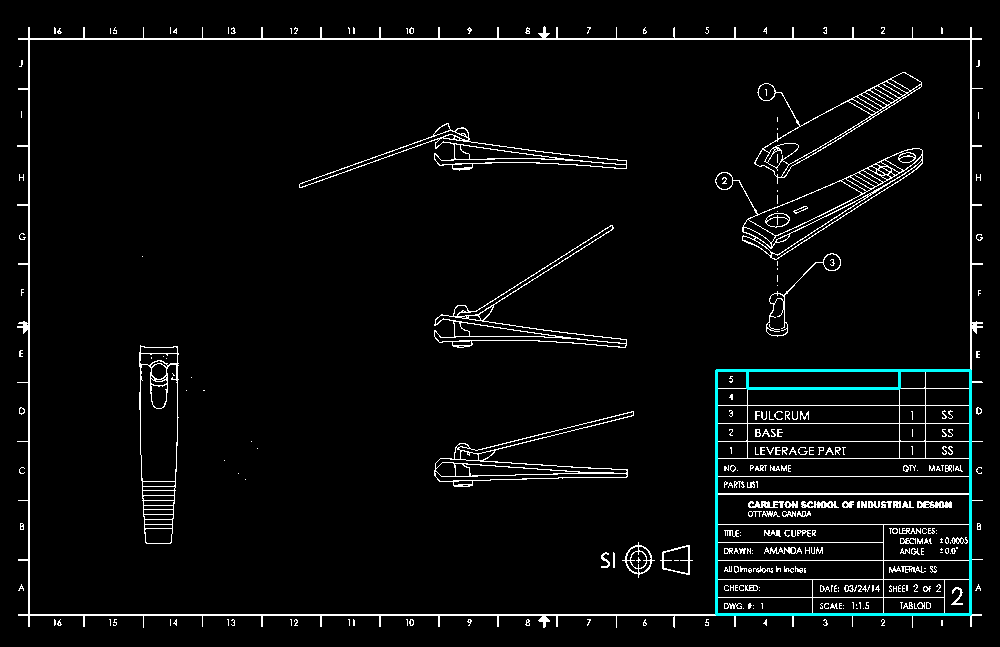 16 15 14 13 12 11 10 9 8 7 6 5 4 3 2 1
J J
I I
H H
G G
F F
E E
D D
C C
B B
A A
1
2
3
5
4
3 FULCRUM 1 SS
2 BASE 1 SS
1 LEVERAGE PART 1 SS
NO. PART NAME QTY. MATERIAL
PARTS LIST
CARLETON SCHOOL OF INDUSTRIAL DESIGN
OTTAWA, CANADA
TITLE: NAIL CLIPPER
TOLERANCES:
DECIMAL ±0.0005
ANGLE ±0.0°
DRAWN: AMANDA HUM
All Dimensions in Inches
MATERIAL: SS
CHECKED: DATE: 03/24/14 SHEET 2 OF 2
2
DWG. #: 1 SCALE: 1:1.5 TABLOID
SI
16 15 14 13 12 11 10 9 8 7 6 5 4 3 2 1